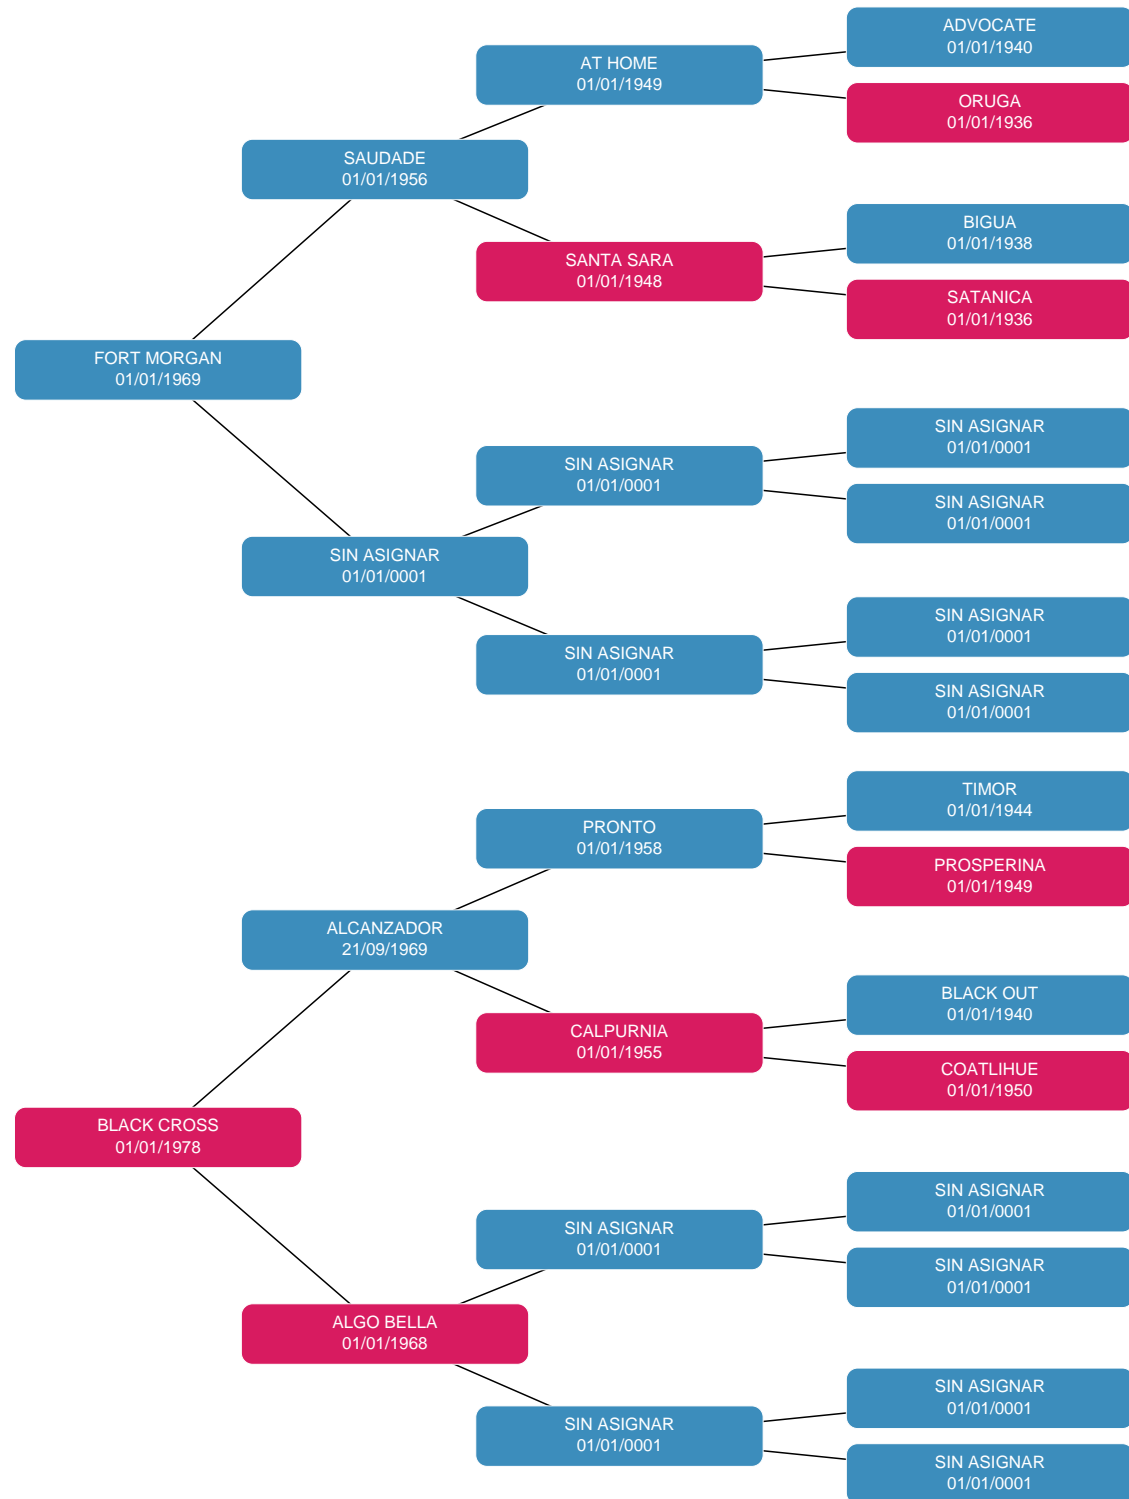 ADVOCATE
01/01/1940
AT HOME
01/01/1949
ORUGA
01/01/1936
SAUDADE
01/01/1956
BIGUA
01/01/1938
SANTA SARA
01/01/1948
SATANICA
01/01/1936
FORT MORGAN
01/01/1969
SIN ASIGNAR
01/01/0001
SIN ASIGNAR
01/01/0001
SIN ASIGNAR
01/01/0001
SIN ASIGNAR
01/01/0001
SIN ASIGNAR
01/01/0001
SIN ASIGNAR
01/01/0001
SIN ASIGNAR
01/01/0001
TIMOR
01/01/1944
PRONTO
01/01/1958
PROSPERINA
01/01/1949
ALCANZADOR
21/09/1969
BLACK OUT
01/01/1940
CALPURNIA
01/01/1955
COATLIHUE
01/01/1950
BLACK CROSS
01/01/1978
SIN ASIGNAR
01/01/0001
SIN ASIGNAR
01/01/0001
SIN ASIGNAR
01/01/0001
ALGO BELLA
01/01/1968
SIN ASIGNAR
01/01/0001
SIN ASIGNAR
01/01/0001
SIN ASIGNAR
01/01/0001